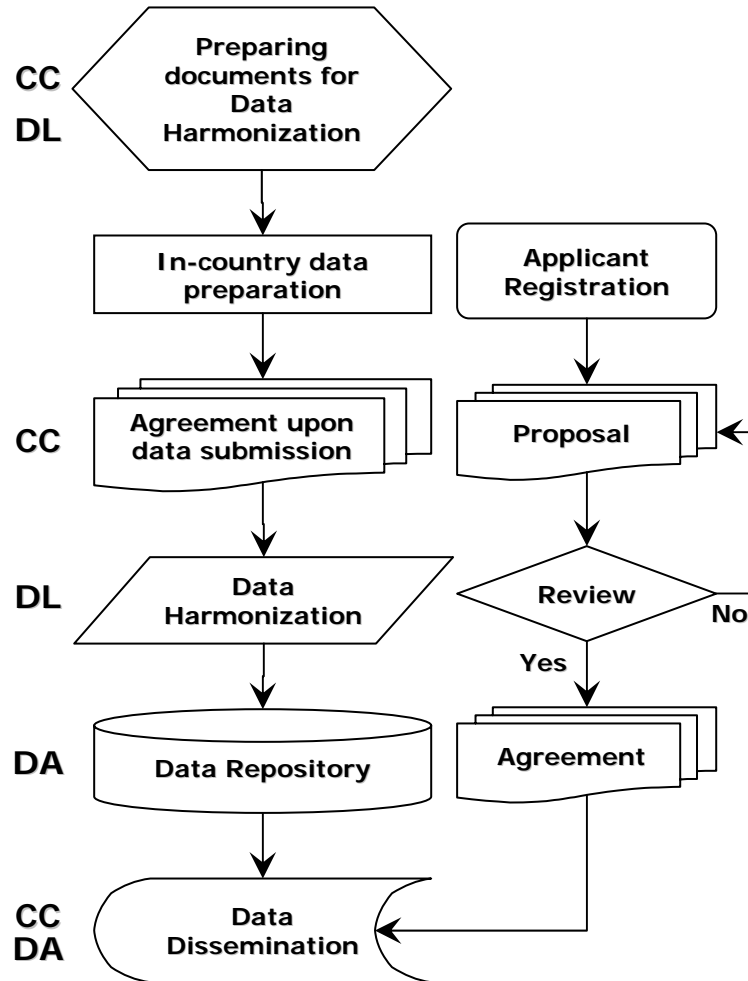 CC
DL
Preparing
documents for
Data
Harmonization
In-country data
preparation
Applicant
Registration
CC
Agreement upon
data submission
Proposal
DL
Data
Harmonization
Review
No
Yes
DA
Data Repository
Agreement
CC
DA
Data
Dissemination